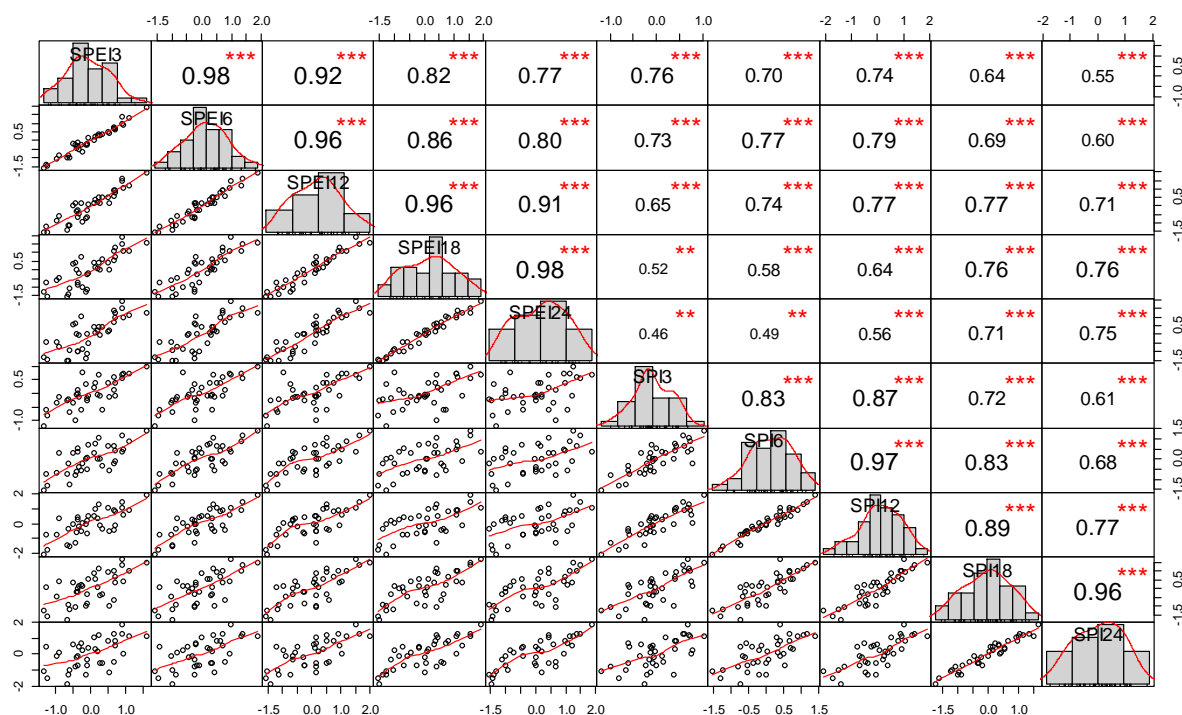 -1.5 0.0 1.0 2.0 -1.5 0.0 1.0 2.0 -1.0 0.0 1.0 -2 -1 0 1 2 -2 -1 0 1 2
SPEI3 0.98 *** 0.92 *** 0.82 *** 0.77 *** 0.76 *** 0.70 *** 0.74 *** 0.64 *** 0.55 *** -1.0 0.5
-1.5 0.5 SPEI6 0.96 *** 0.86 *** 0.80 *** 0.73 *** 0.77 *** 0.79 *** 0.69 *** 0.60 ***
SPEI12 0.96 *** 0.91 *** 0.65 *** 0.74 *** 0.77 *** 0.77 *** 0.71 *** -1.5 0.5
-1.5 0.5 SPEI18 0.98 *** 0.52 ** 0.58 *** 0.64 *** 0.76 *** 0.76 ***
SPEI24 0.46 ** 0.49 ** 0.56 *** 0.71 *** 0.75 *** -1.5 0.5
-1.0 0.5 SPI3 0.83 *** 0.87 *** 0.72 *** 0.61 ***
SPI6 0.97 *** 0.83 *** 0.68 *** -1.5 0.0 1.5
-2 0 2 SPI12 0.89 *** 0.77 ***
SPI18 0.96 *** -1.5 0.5
-2 0 2 SPI24
-1.0 0.0 1.0 -1.5 0.0 1.0 2.0 -1.5 0.0 1.0 2.0 -1.5 -0.5 0.5 1.5 -1.5 0.0 1.0